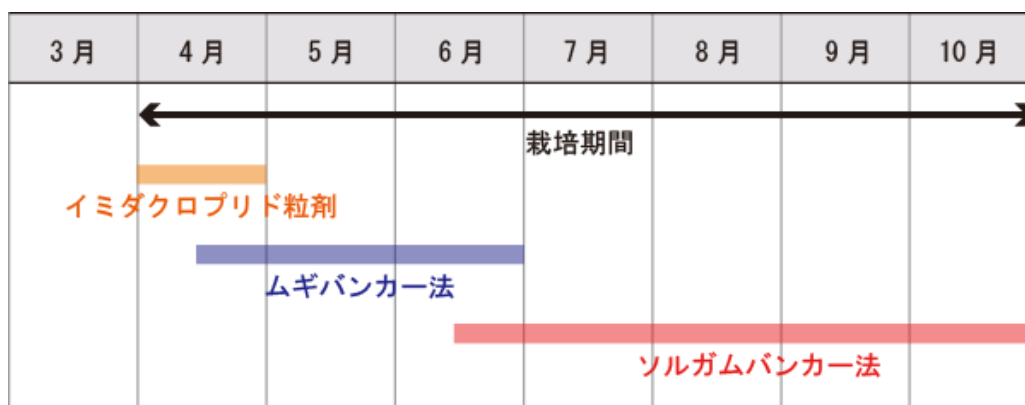 3月 4月 5月 6月 7月 8月 9月 10月
栽培期間
イミダクロプリド粒剤
ムギバンカー法
ソルガムバンカー法